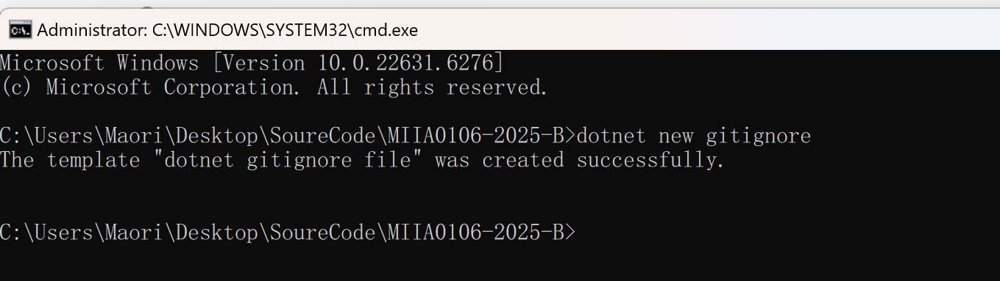 Administrator: C:\WINDOWS\SYSTEM32\cmd.exe
Microsoft Windows [Version 10.0.22631.6276]
(c) Microsoft Corporation. All rights reserved.
C:\Users\Maori\Desktop\SoureCode\MIIA0106-2025-B>dotnet new gitignore
The template "dotnet gitignore file" was created successfully.
C:\Users\Maori\Desktop\SoureCode\MIIA0106-2025-B>